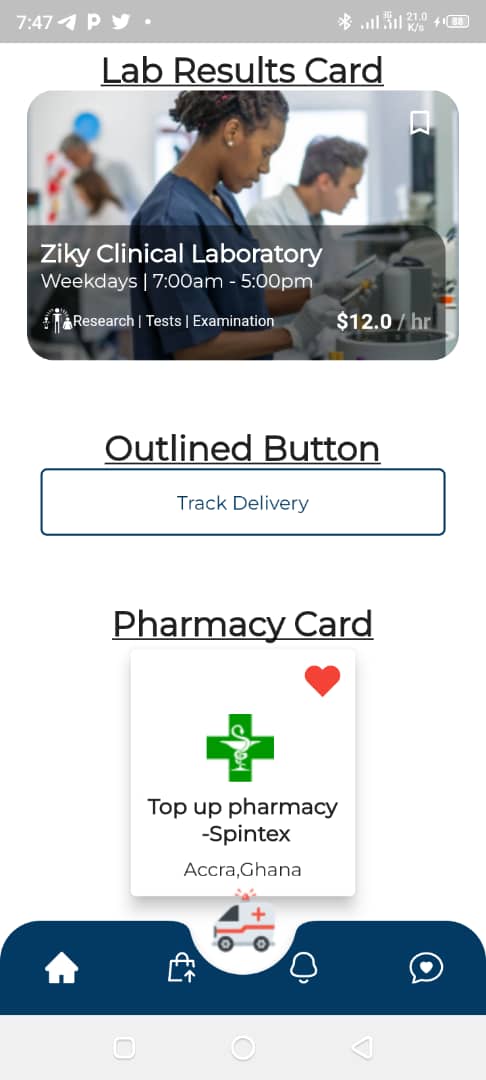 7:47
3G
21.0
K/s
88
Lab Results Card
Ziky Clinical Laboratory
Weekdays | 7:00am - 5:00pm
Research | Tests | Examination
$12.0 / hr
Outlined Button
Track Delivery
Pharmacy Card
Top up pharmacy
-Spintex
Accra,Ghana